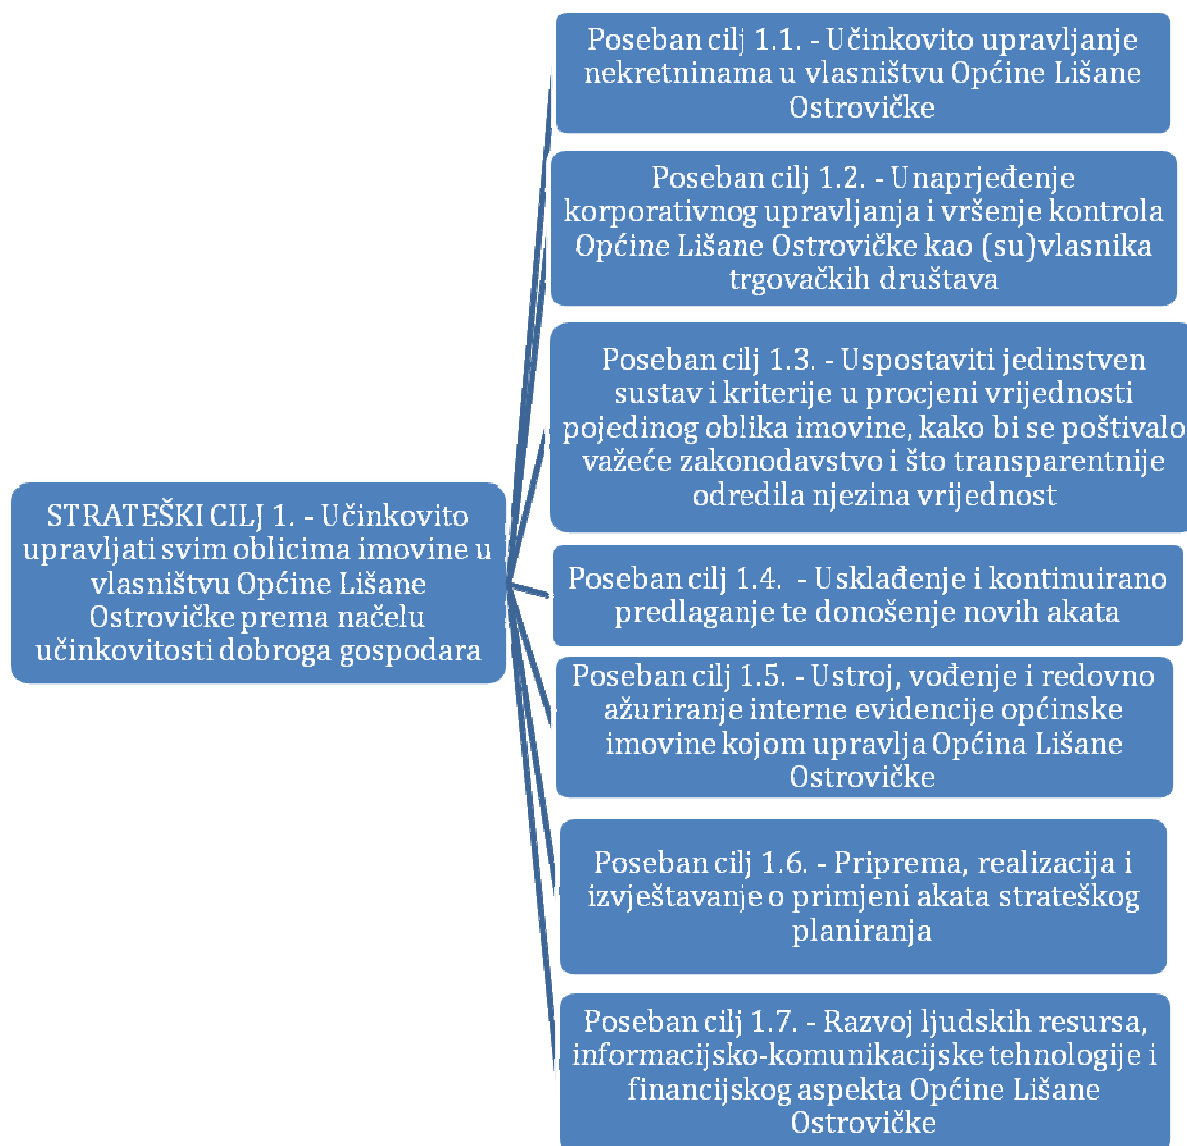 STRATEŠKI CILJ 1. - Učinkovito
upravljati svim oblicima imovine u
vlasništvu Općine Lišane
Ostrovičke prema načelu
učinkovitosti dobroga gospodara
Poseban cilj 1.1. - Učinkovito upravljanje
nekretninama u vlasništvu Općine Lišane
Ostrovičke
Poseban cilj 1.2. - Unaprjeđenje
korporativnog upravljanja i vršenje kontrola
Općine Lišane Ostrovičke kao (su)vlasnika
trgovačkih društava
Poseban cilj 1.3. - Uspostaviti jedinstven
sustav i kriterije u procjeni vrijednosti
pojedinog oblika imovine, kako bi se poštivalo
važeće zakonodavstvo i što transparentnije
odredila njezina vrijednost
Poseban cilj 1.4. - Usklađenje i kontinuirano
predlaganje te donošenje novih akata
Poseban cilj 1.5. - Ustroj, vođenje i redovno
ažuriranje interne evidencije općinske
imovine kojom upravlja Općina Lišane
Ostrovičke
Poseban cilj 1.6. - Priprema, realizacija i
izvještavanje o primjeni akata strateškog
planiranja
Poseban cilj 1.7. - Razvoj ljudskih resursa,
informacijsko-komunikacijske tehnologije i
financijskog aspekta Općine Lišane
Ostrovičke